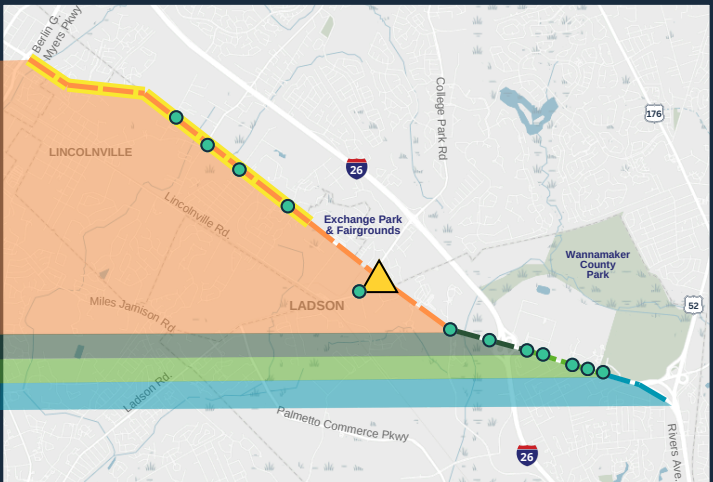 Berlin G.
Myers Pkwy
College Park Rd
176
LINCOLNVILLE
26
Lincolnville Rd.
Exchange Park
& Fairgrounds
Wannamaker
County
Park
Miles Jamison Rd
LADSON
52
Ladson Rd.
Palmetto Commerce Pkwy
Rivers Ave.
26